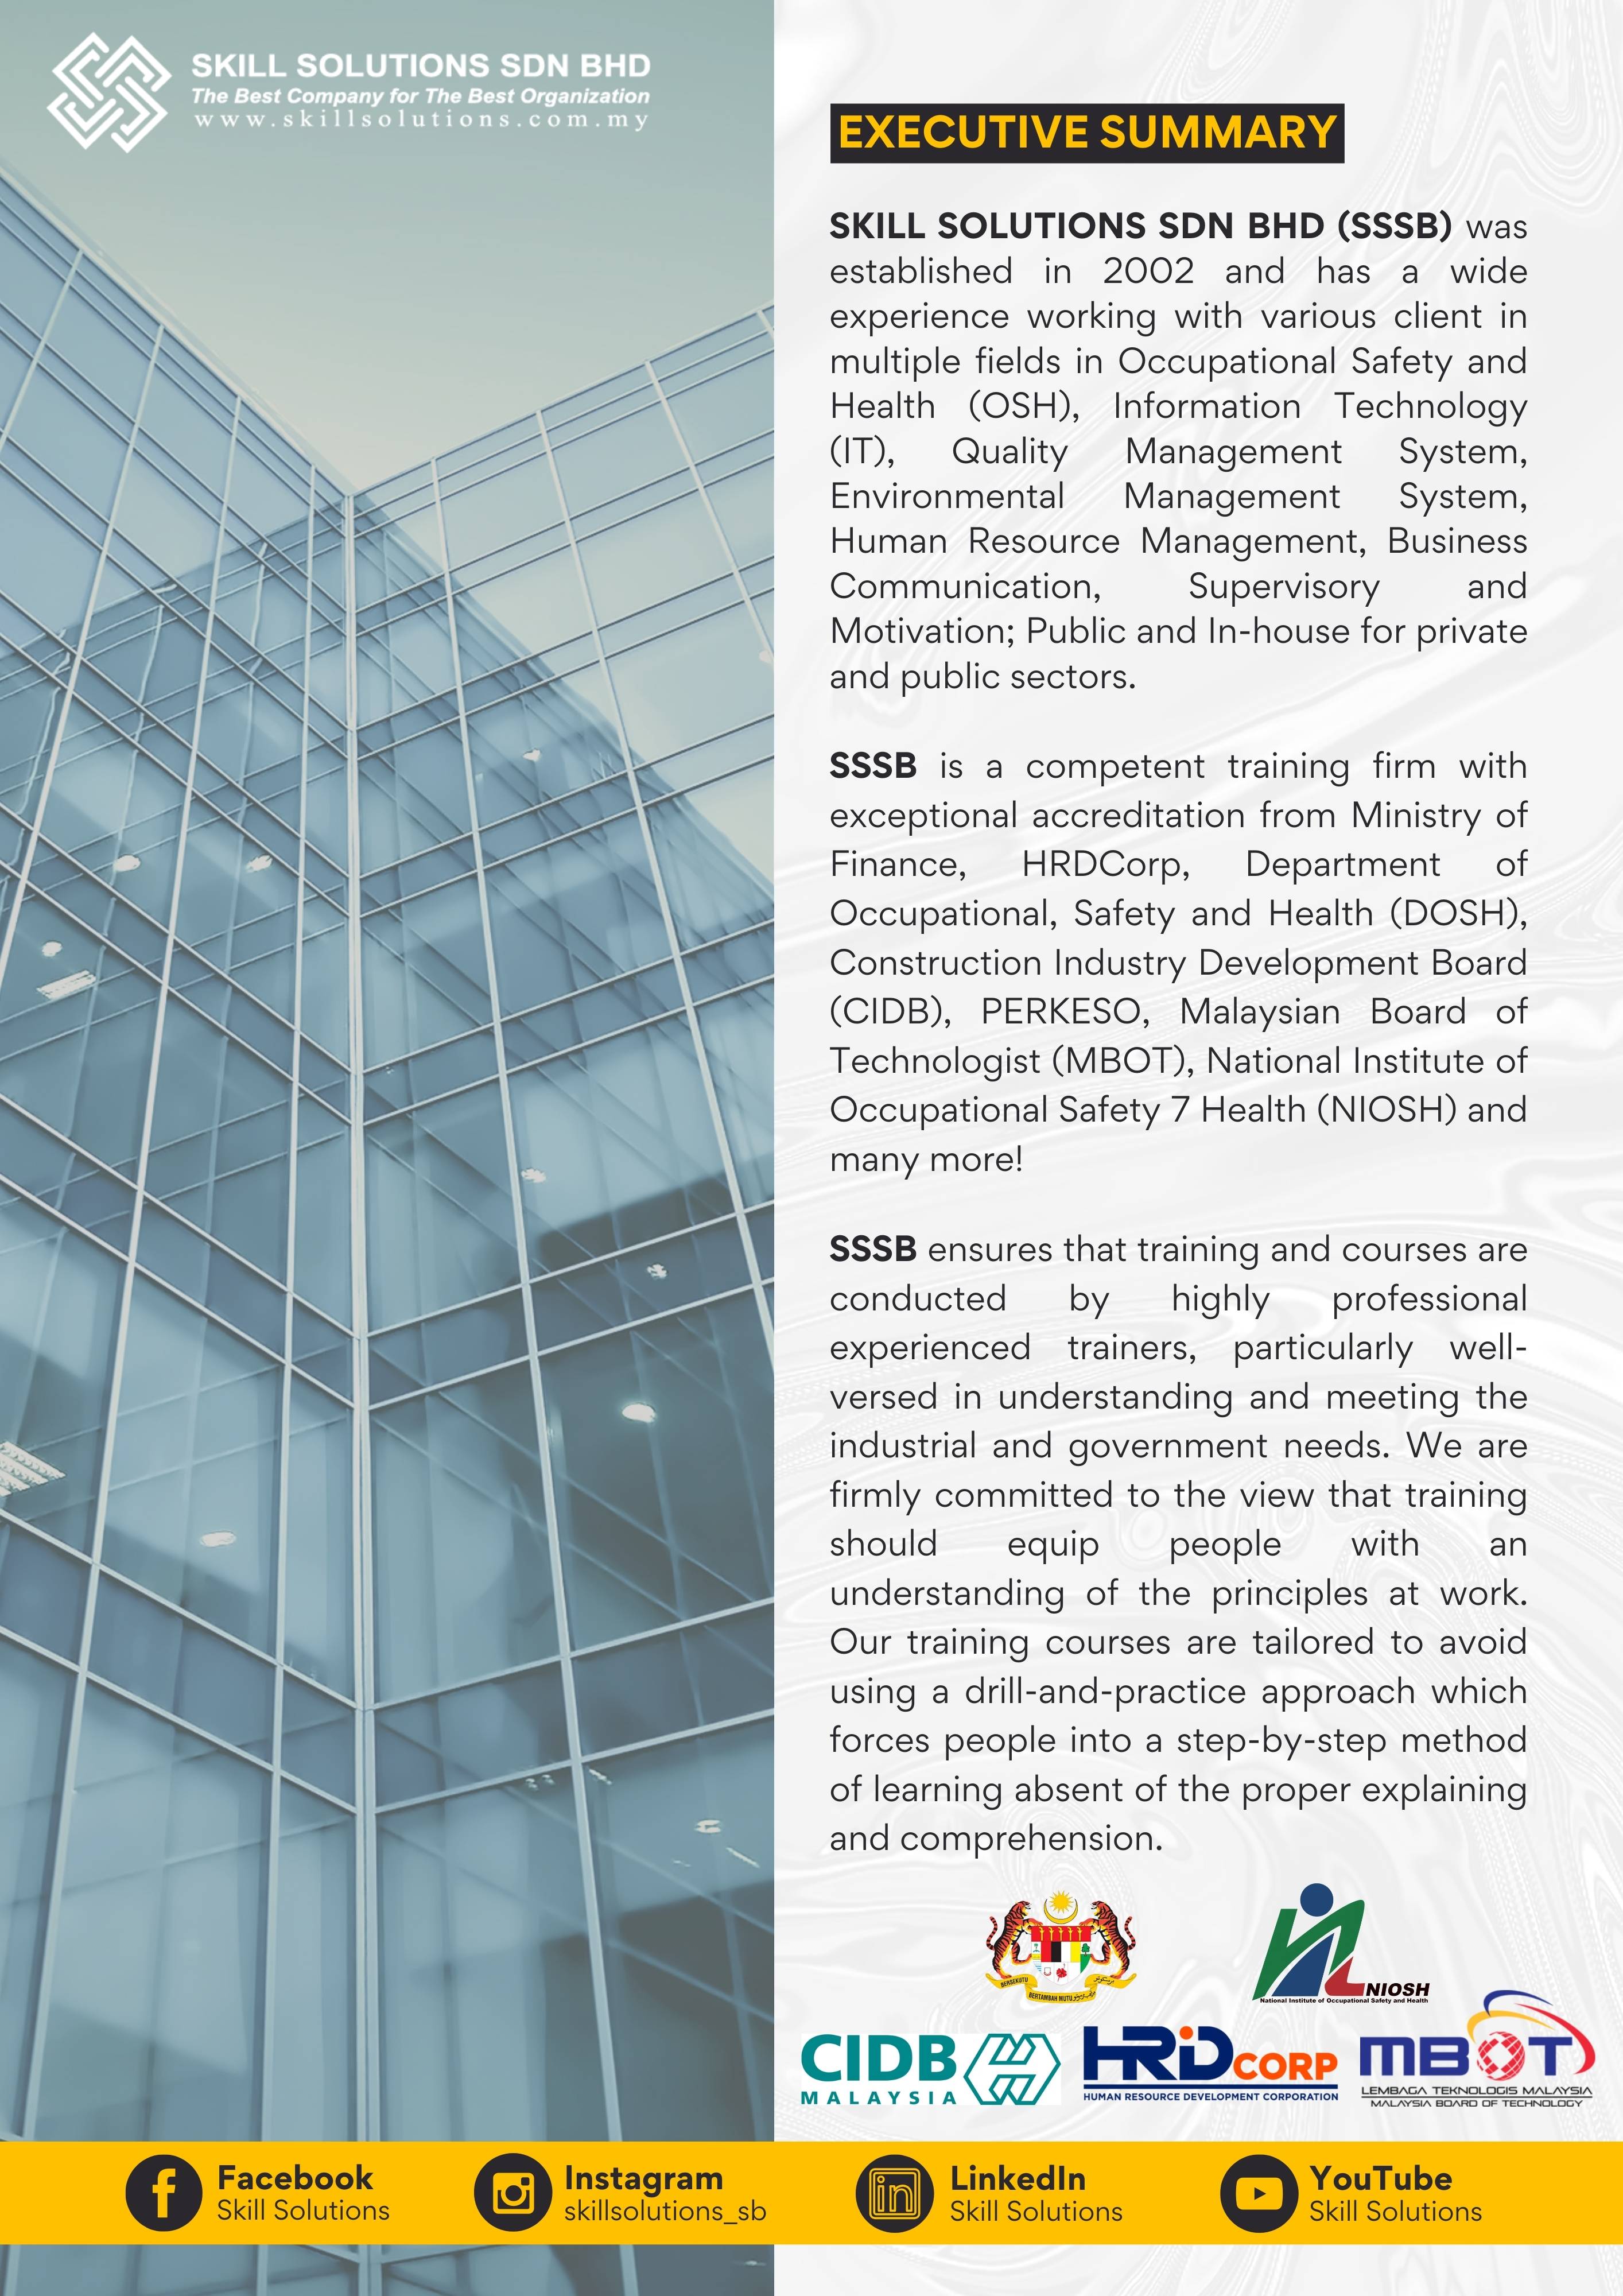 SKILL SOLUTIONS SDN BHD
The Best Company for The Best Organization
www.skillsolutions.com.my
EXECUTIVE SUMMARY
SKILL SOLUTIONS SDN BHD (SSSB) was
established in 2002 and has a wide
experience working with various client in
multiple fields in Occupational Safety and
Health (OSH), Information Technology
(IT), Quality Management System,
Environmental Management System,
Human Resource Management, Business
Communication, Supervisory and
Motivation; Public and In-house for private
and public sectors.
SSSB is a competent training firm with
exceptional accreditation from Ministry of
Finance, HRDCorp, Department of
Occupational, Safety and Health (DOSH),
Construction Industry Development Board
(CIDB), PERKESO, Malaysian Board of
Technologist (MBOT), National Institute of
Occupational Safety 7 Health (NIOSH) and
many more!
SSSB ensures that training and courses are
conducted by highly professional
experienced trainers, particularly well-
versed in understanding and meeting the
industrial and government needs. We are
firmly committed to the view that training
should equip people with an
understanding of the principles at work.
Our training courses are tailored to avoid
using a drill-and-practice approach which
forces people into a step-by-step method
of learning absent of the proper explaining
and comprehension.
BERSEKUTU
BERTAMBAH MUTU
NIOSH
National Institute of Occupational Safety and Health
CIDB
MALAYSIA
HRD CORP
HUMAN RESOURCE DEVELOPMENT CORPORATION
MBOT
LEMBAGA TEKNOLOGIS MALAYSIA
MALAYSIA BOARD OF TECHNOLOGY
Facebook
Skill Solutions
Instagram
skillsolutions_sb
LinkedIn
Skill Solutions
YouTube
Skill Solutions